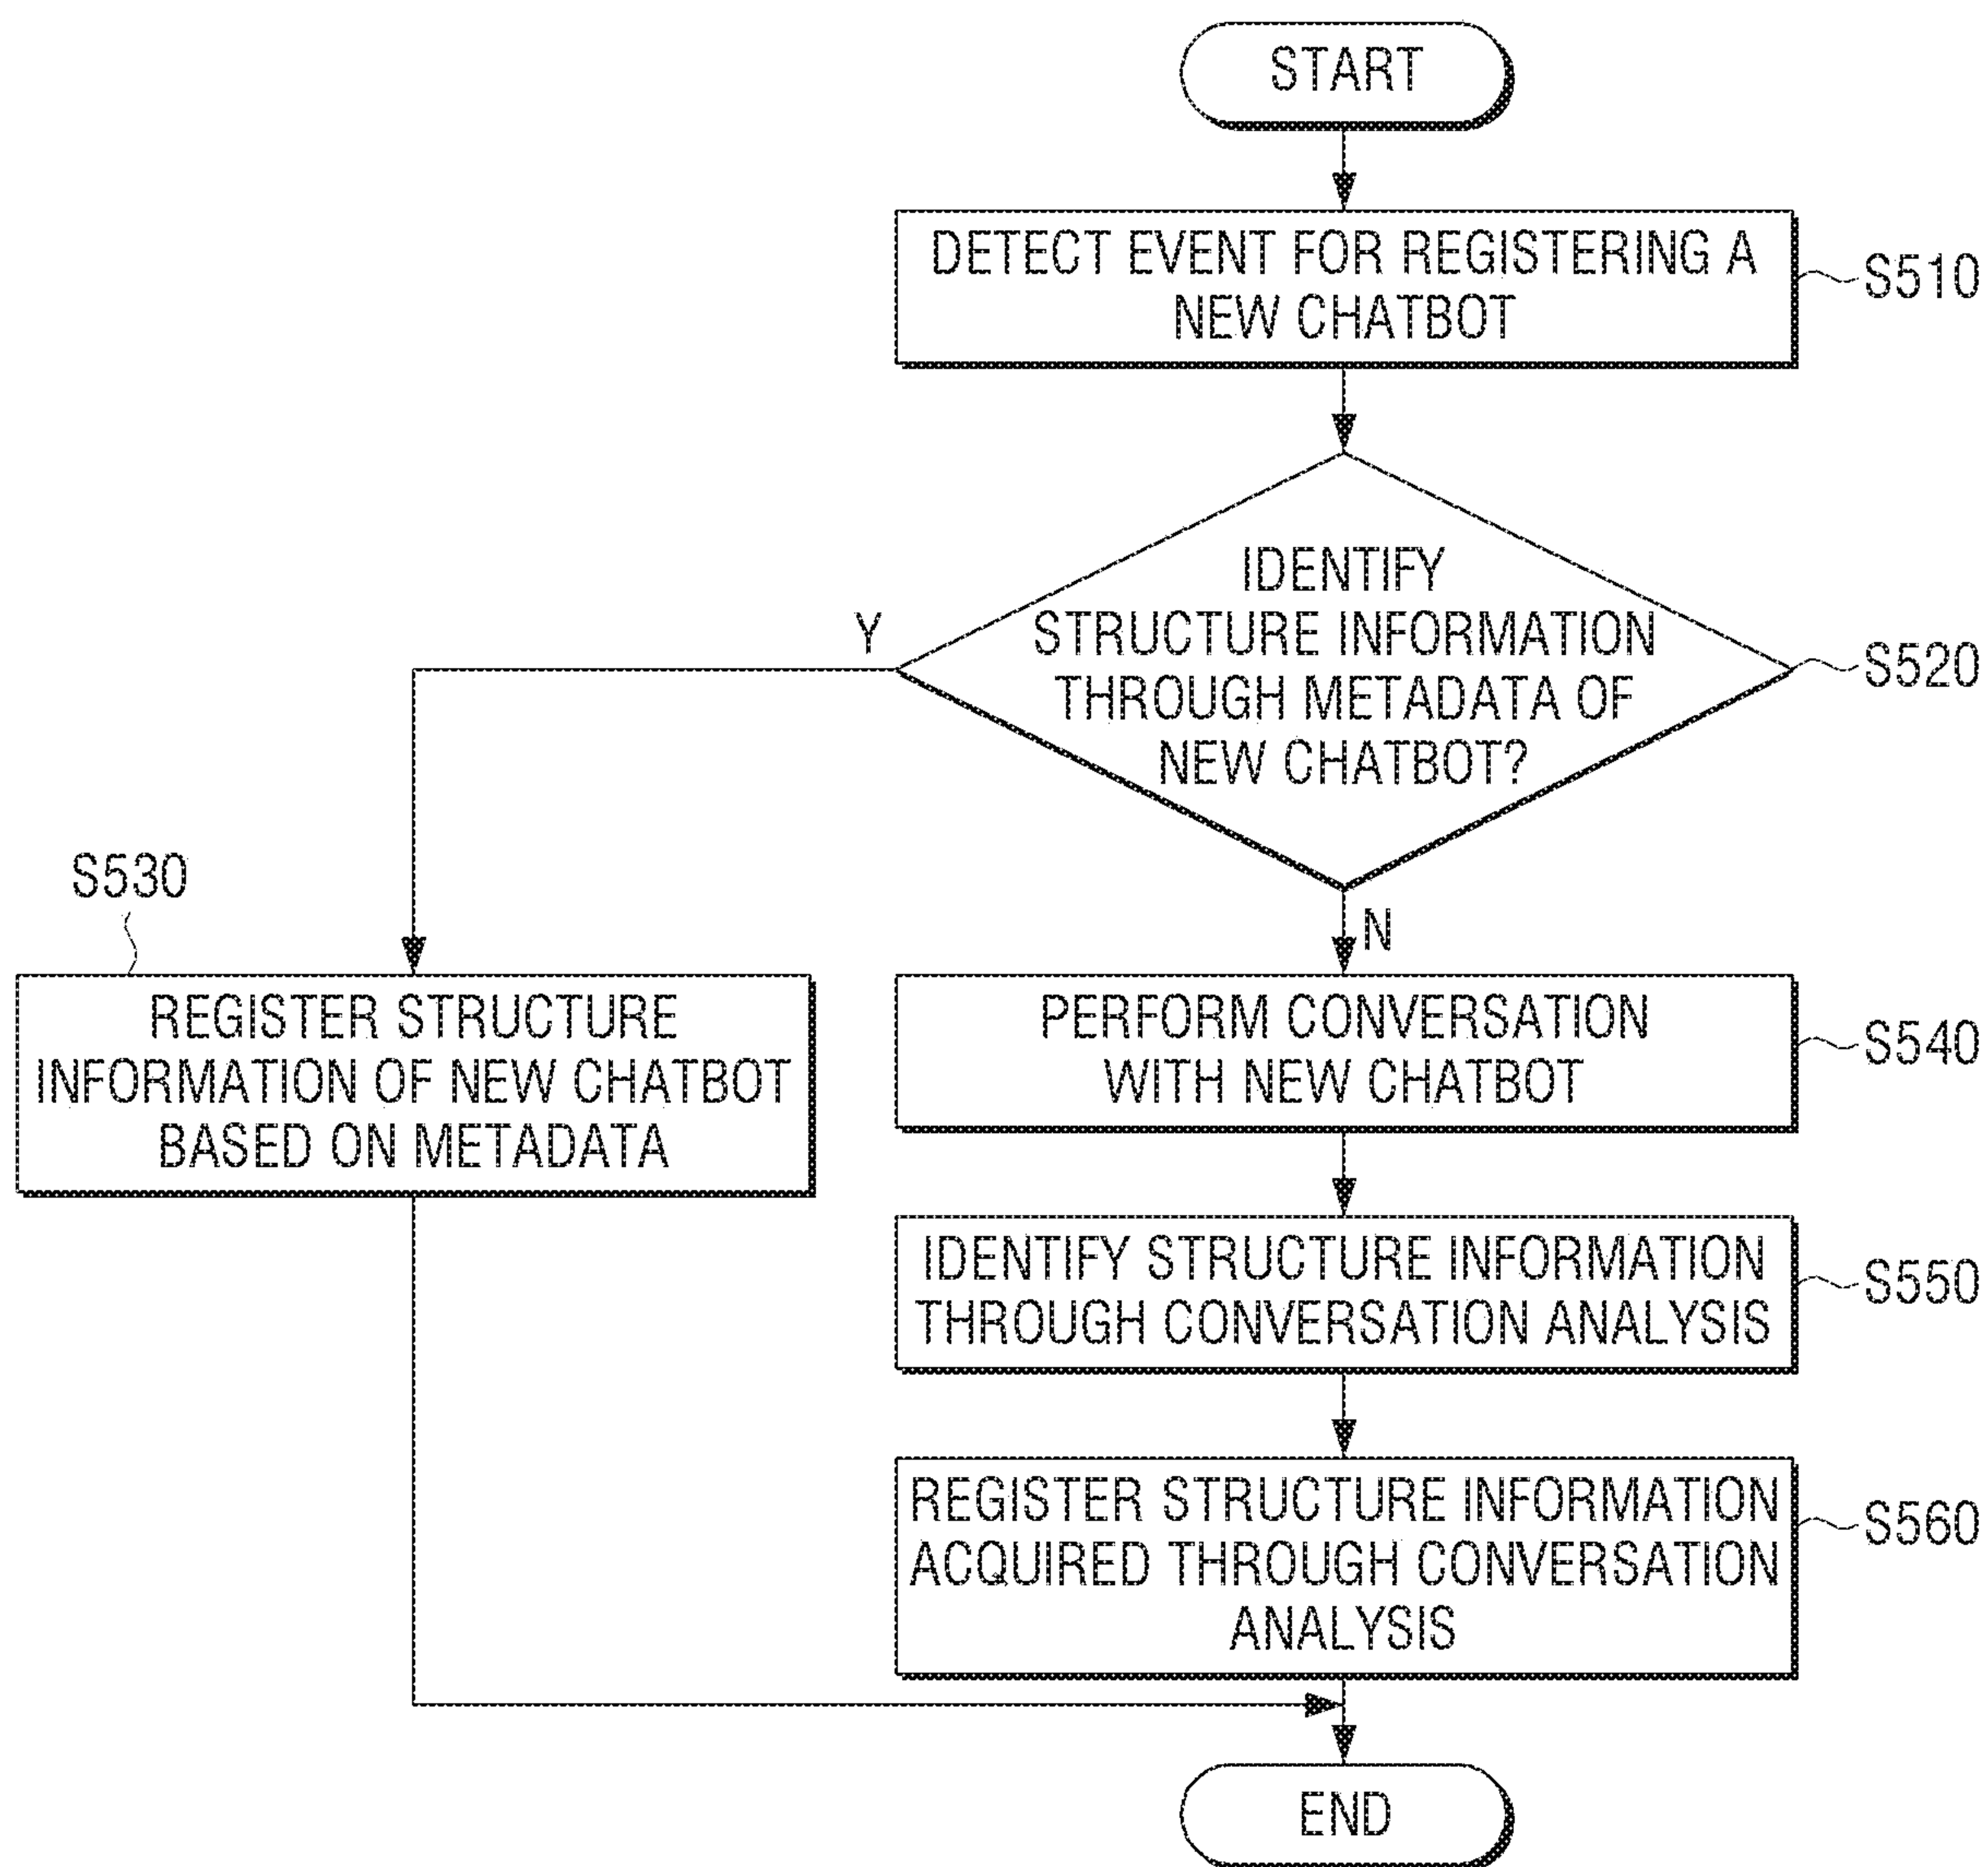 START
DETECT EVENT FOR REGISTERING A
NEW CHATBOT
S510
IDENTIFY
STRUCTURE INFORMATION
THROUGH METADATA OF
NEW CHATBOT?
S520
Y
N
S530
REGISTER STRUCTURE
INFORMATION OF NEW CHATBOT
BASED ON METADATA
PERFORM CONVERSATION
WITH NEW CHATBOT
S540
IDENTIFY STRUCTURE INFORMATION
THROUGH CONVERSATION ANALYSIS
S550
REGISTER STRUCTURE INFORMATION
ACQUIRED THROUGH CONVERSATION
ANALYSIS
S560
END